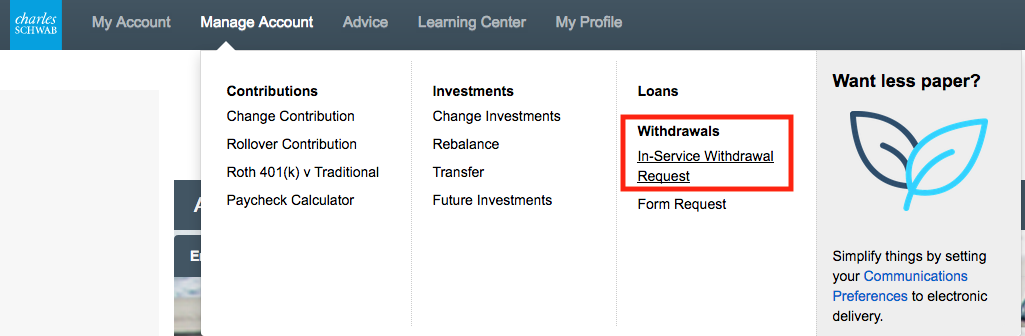 charles
SCHWAB
My Account
Manage Account
Advice
Learning Center
My Profile
Contributions
Change Contribution
Rollover Contribution
Roth 401(k) v Traditional
Paycheck Calculator
Investments
Change Investments
Rebalance
Transfer
Future Investments
Loans
Withdrawals
In-Service Withdrawal
Request
Form Request
Want less paper?
Simplify things by setting
your Communications
Preferences to electronic
delivery.